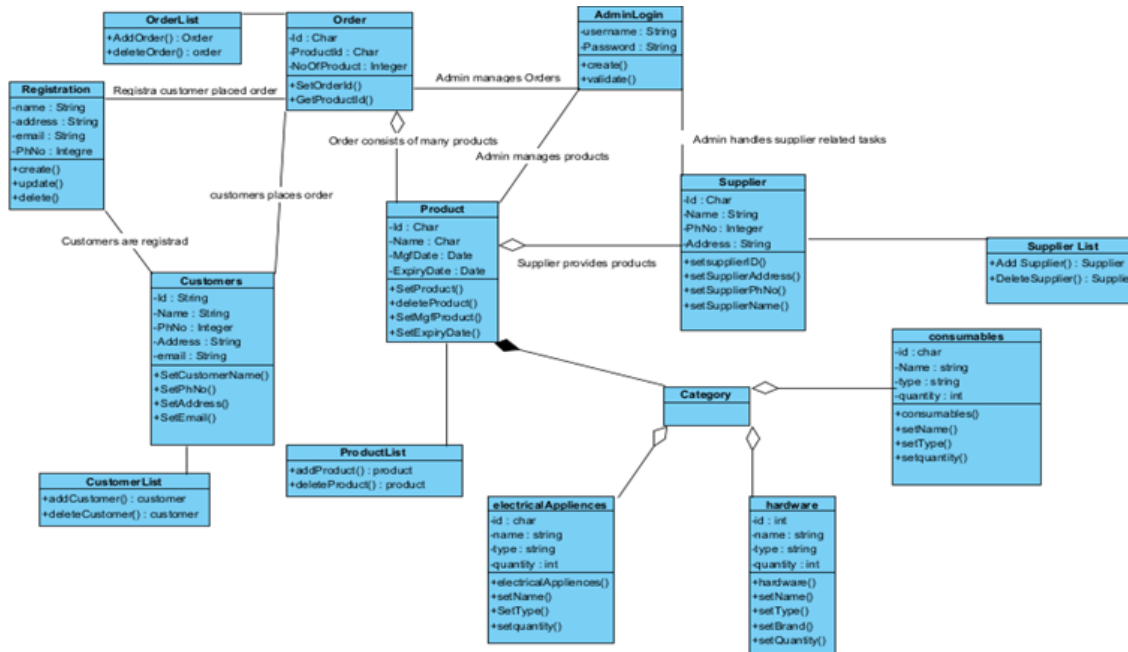 OrderList
+AddOrder() : Order
+deleteOrder() : order
Order
-Id : Char
-ProductId : Char
-NoOfProduct : Integer
+SetOrderId()
+GetProductId()
AdminLogin
-username : String
-Password : String
+create()
+validate()
Admin manages Orders
Registration
-name : String
-address : String
-email : String
-PhNo : Integre
+create()
+update()
+delete()
Registra customer placed order
Order consists of many products
Admin manages products
Admin handles supplier related tasks
customers places order
Customers are registrad
Product
-Id : Char
-Name : Char
-MgfDate : Date
-ExpiryDate : Date
+SetProduct()
+deleteProduct()
+SetMgfProduct()
+SetExpiryDate()
Supplier provides products
Supplier
-Id : Char
-Name : String
-PhNo : Integer
-Address : String
+setsupplierID()
+setSupplierAddress()
+setSupplierPhNo()
+setSupplierName()
Supplier List
+Add Supplier() : Supplier
+DeleteSupplier() : Supplie
Customers
-Id : String
-Name : String
-PhNo : Integer
-Address : String
-email : String
+SetCustomerName()
+SetPhNo()
+SetAddress()
+SetEmail()
consumables
-id : char
-Name : string
-type : string
-quantity : int
+consumables()
+setName()
+setType()
+setquantity()
Category
CustomerList
+addCustomer() : customer
+deleteCustomer() : customer
ProductList
+addProduct() : product
+deleteProduct() : product
electricalAppliences
-id : char
-name : string
-type : string
-quantity : int
+electricalAppliences()
+setName()
+SetType()
+setquantity()
hardware
-id : int
-name : string
-type : string
-quantity : int
+hardware()
+setName()
+setType()
+setBrand()
+setQuantity()